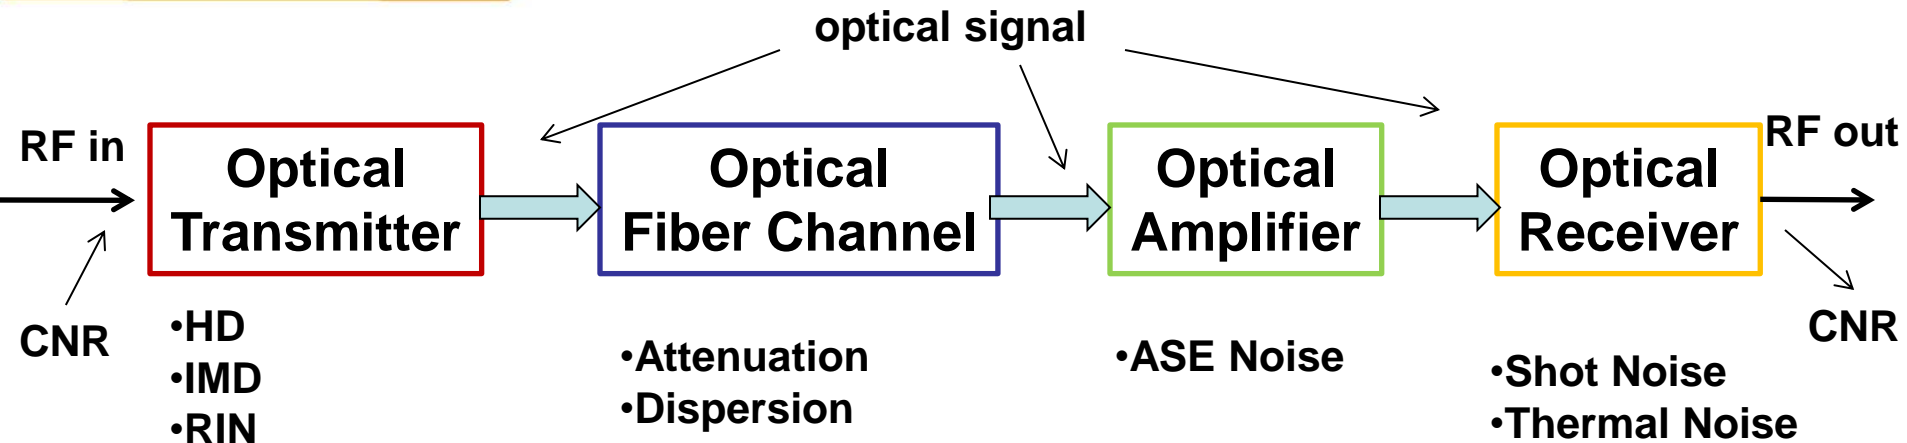 optical signal
RF in
Optical
Transmitter
Optical
Fiber Channel
Optical
Amplifier
Optical
Receiver
RF out
CNR
•HD
•IMD
•RIN
•Attenuation
•Dispersion
•ASE Noise
•Shot Noise
•Thermal Noise
CNR